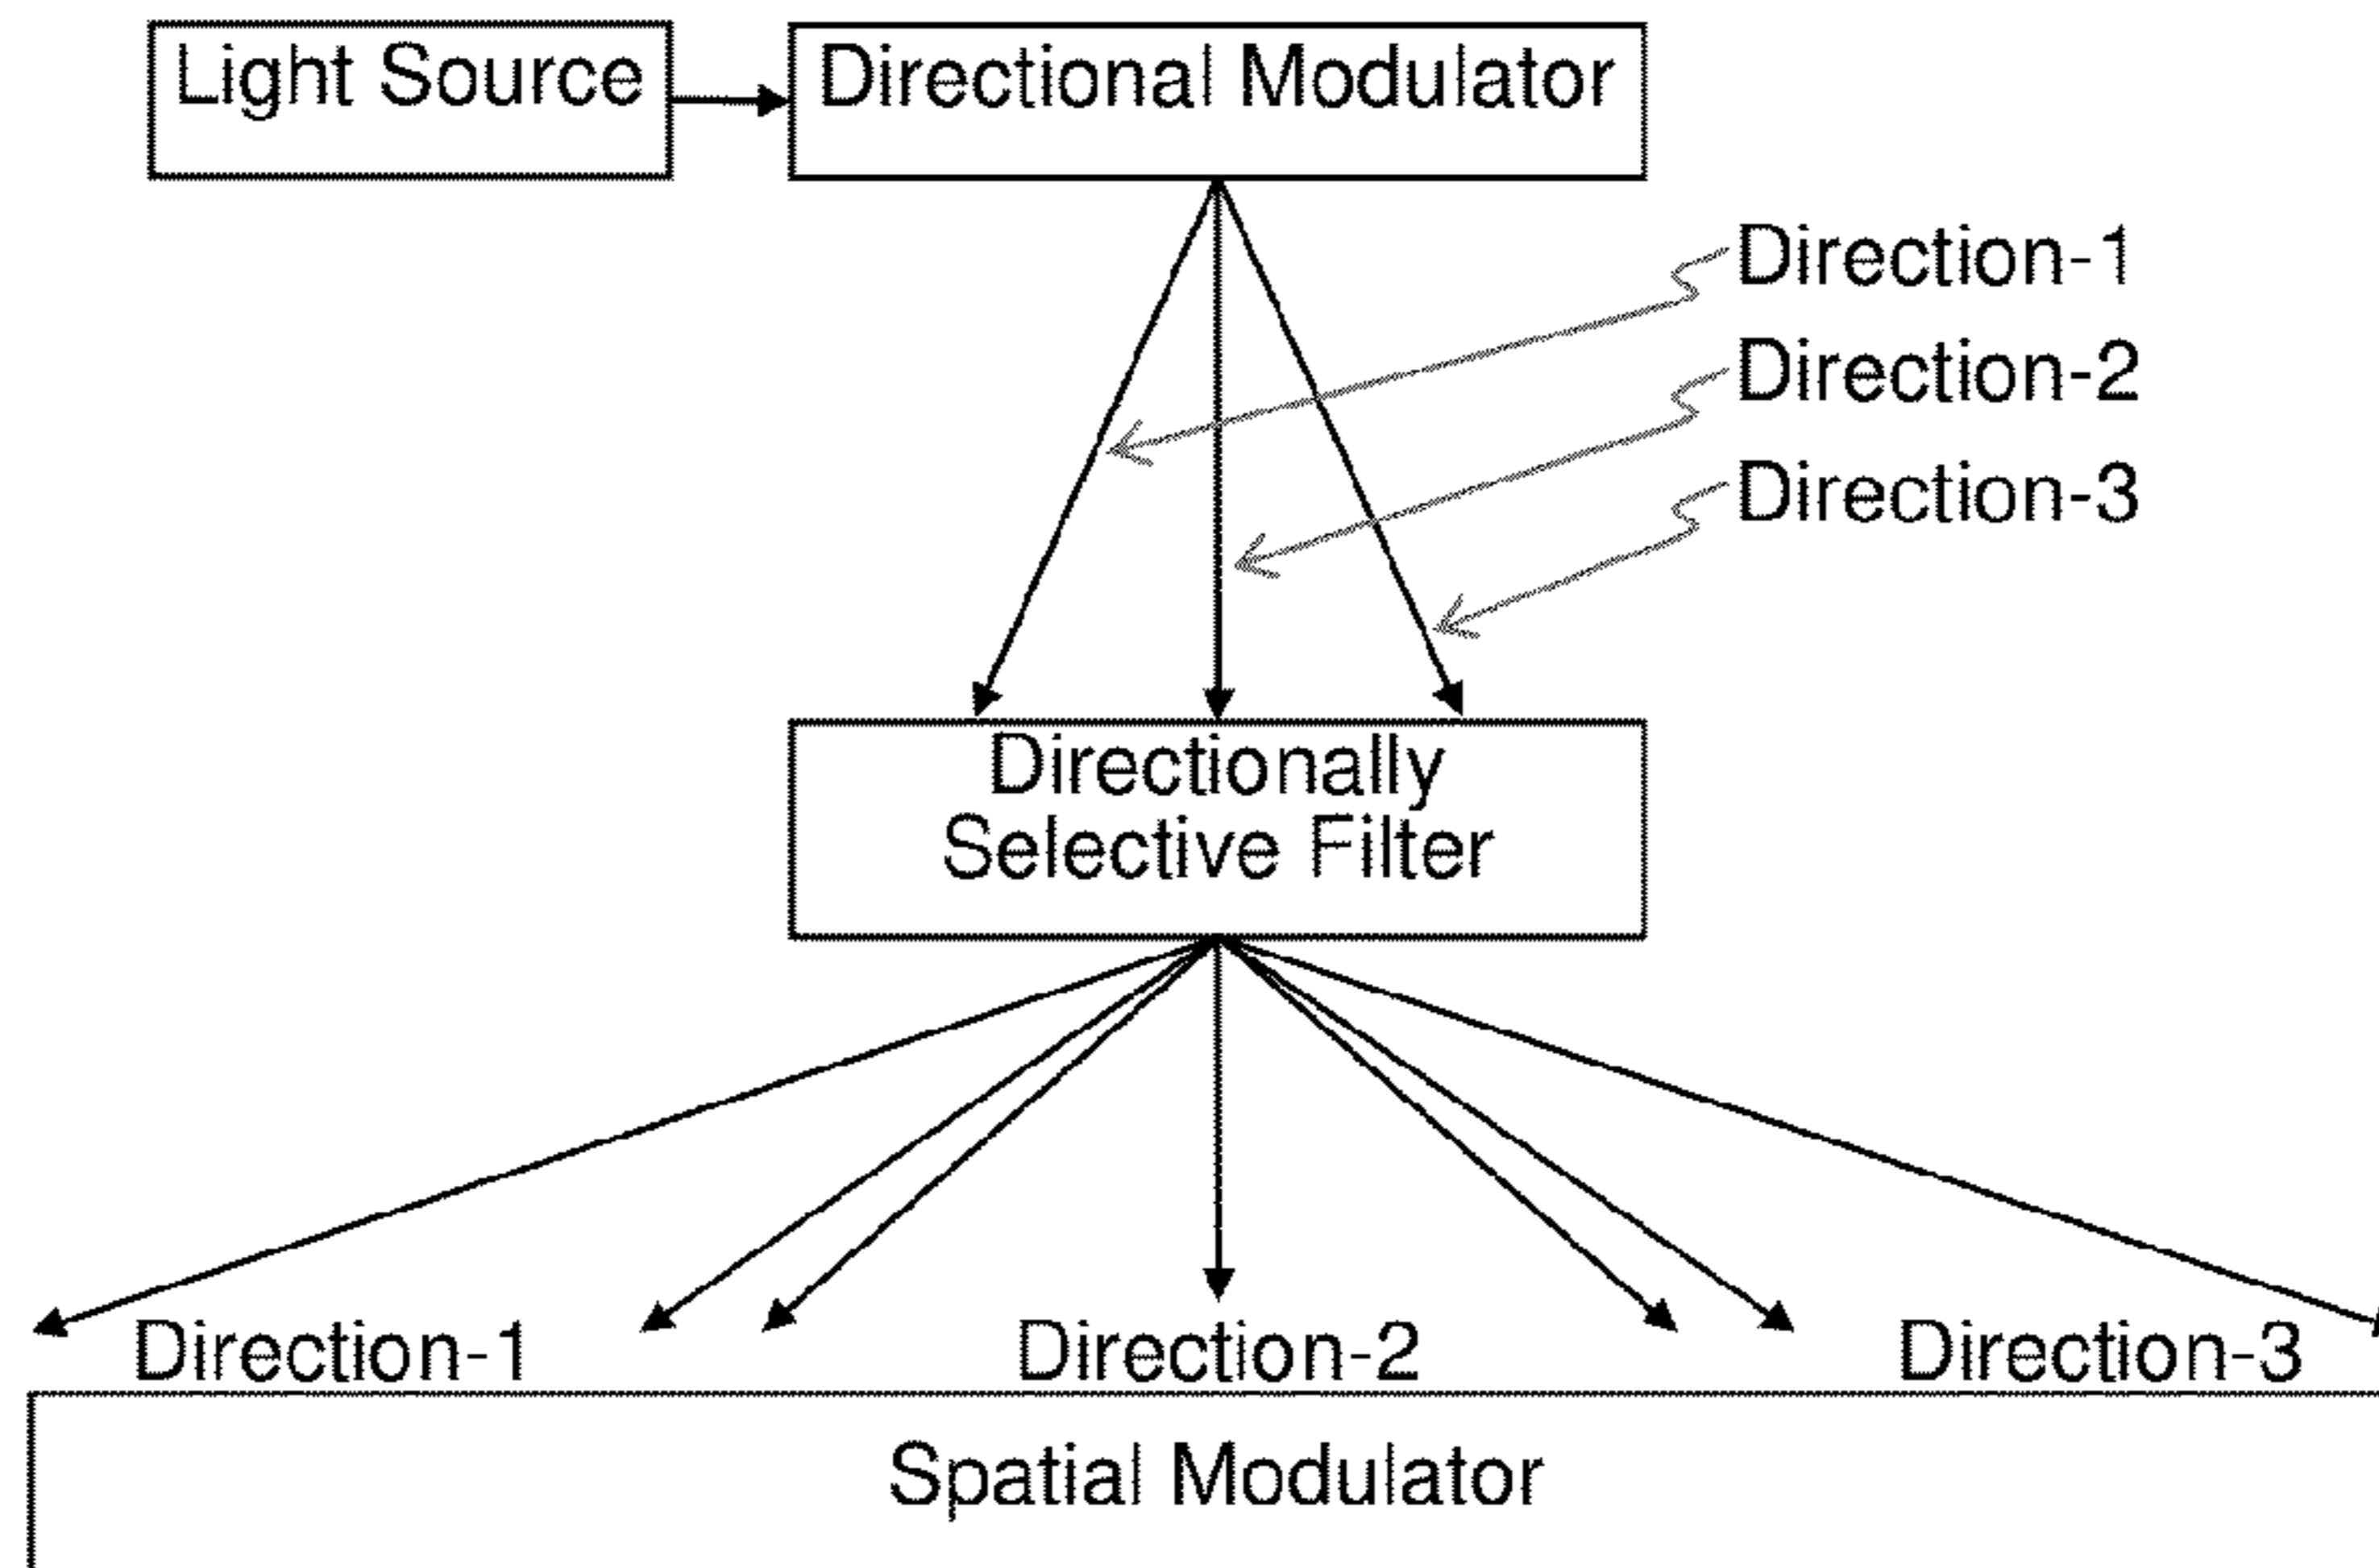 Light Source
Directional Modulator
Direction-1
Direction-2
Direction-3
Directionally
Selective Filter
Direction-1
Direction-2
Direction-3
Spatial Modulator